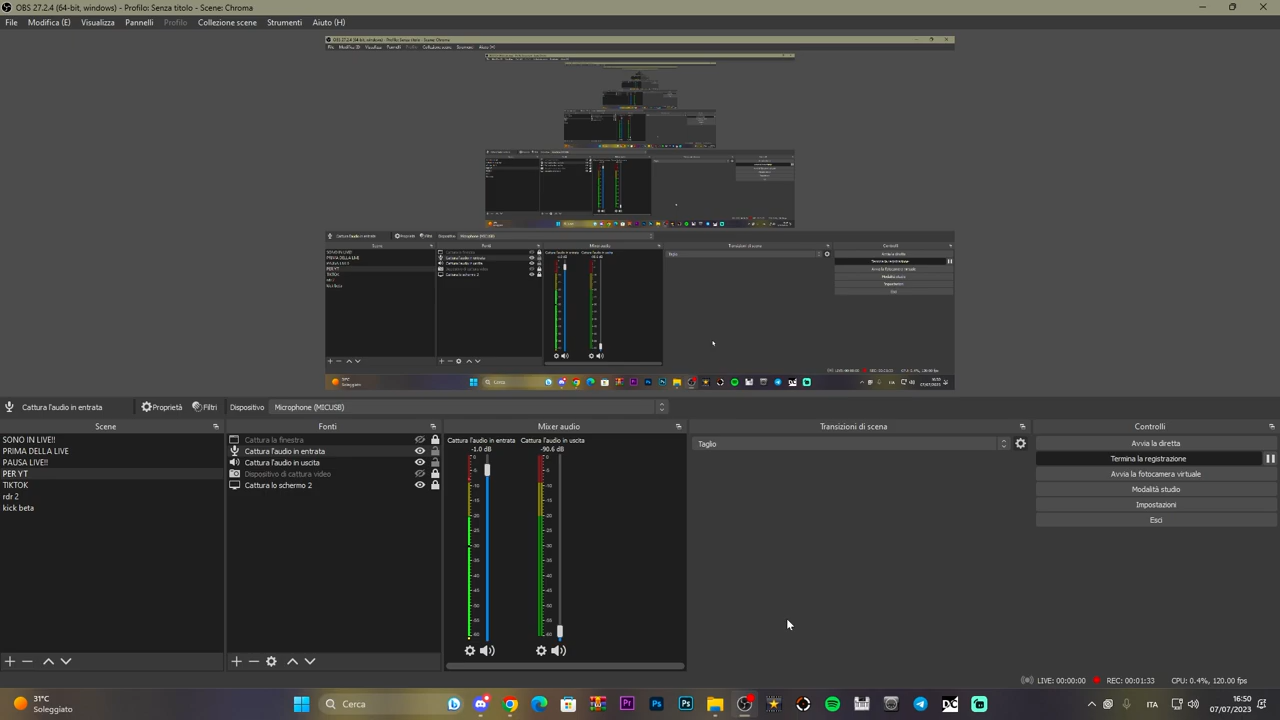 OBS 27.2.4 (64-bit, windows) - Profilo: Senza titolo - Scene: Chroma
File Modifica (E) Visualizza Pannelli Profilo Collezione scene Strumenti Aiuto (H)
Cattura l'audio in entrata Proprietà Filtri Dispositivo Microphone (MICUSB)
Scene
SONO IN LIVE!!
PRIMA DELLA LIVE
PAUSA LIVE!!
PER YT
TIKTOK
rdr 2
kick beta
Fonti
Cattura la finestra
Cattura l'audio in entrata
Cattura l'audio in uscita
Dispositivo di cattura video
Cattura lo schermo 2
Mixer audio
Cattura l'audio in entrata Cattura l'audio in uscita
-1.0 dB -90.6 dB
Transizioni di scena
Taglio
Controlli
Avvia la diretta
Termina la registrazione
Avvia la fotocamera virtuale
Modalità studio
Impostazioni
Esci
LIVE: 00:00:00 REC: 00:01:33 CPU: 0.4%, 120.00 fps
31°C
Soleggiato
Cerca
ITA
16:50
07/07/2023